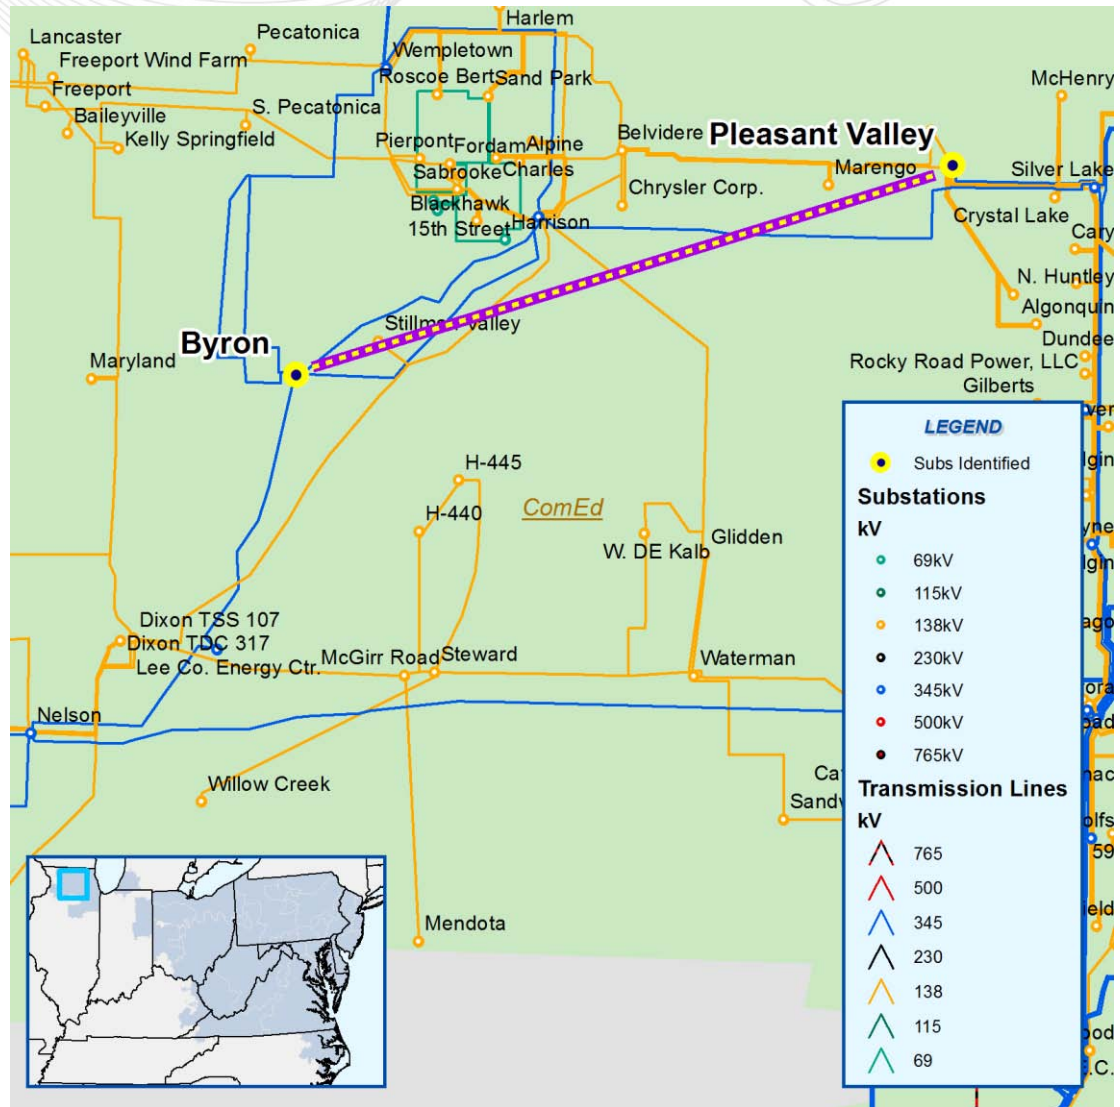 Harlem
Lancaster
Pecatonica
Wempletown
Freeport Wind Farm
Roscoe Bert
Sand Park
McHenry
Freeport
S. Pecatonica
Baileyville
Kelly Springfield
Pierpont
Fordam
Alpine
Belvidere
Pleasant Valley
Sabrooke
Charles
Marengo
Silver Lake
Chrysler Corp.
Blackhawk
15th Street
Harrison
Crystal Lake
Cary
N. Huntley
Algonquin
Stillman Valley
Byron
Dundee
Maryland
Rocky Road Power, LLC
Gilberts
LEGEND
Subs Identified
Substations
kV
69kV
115kV
138kV
230kV
345kV
500kV
765kV
Transmission Lines
kV
765
500
345
230
138
115
69
H-445
H-440
ComEd
W. DE Kalb
Glidden
Dixon TSS 107
Dixon TDC 317
Lee Co. Energy Ctr.
McGirr Road
Steward
Waterman
Nelson
Willow Creek
Mendota